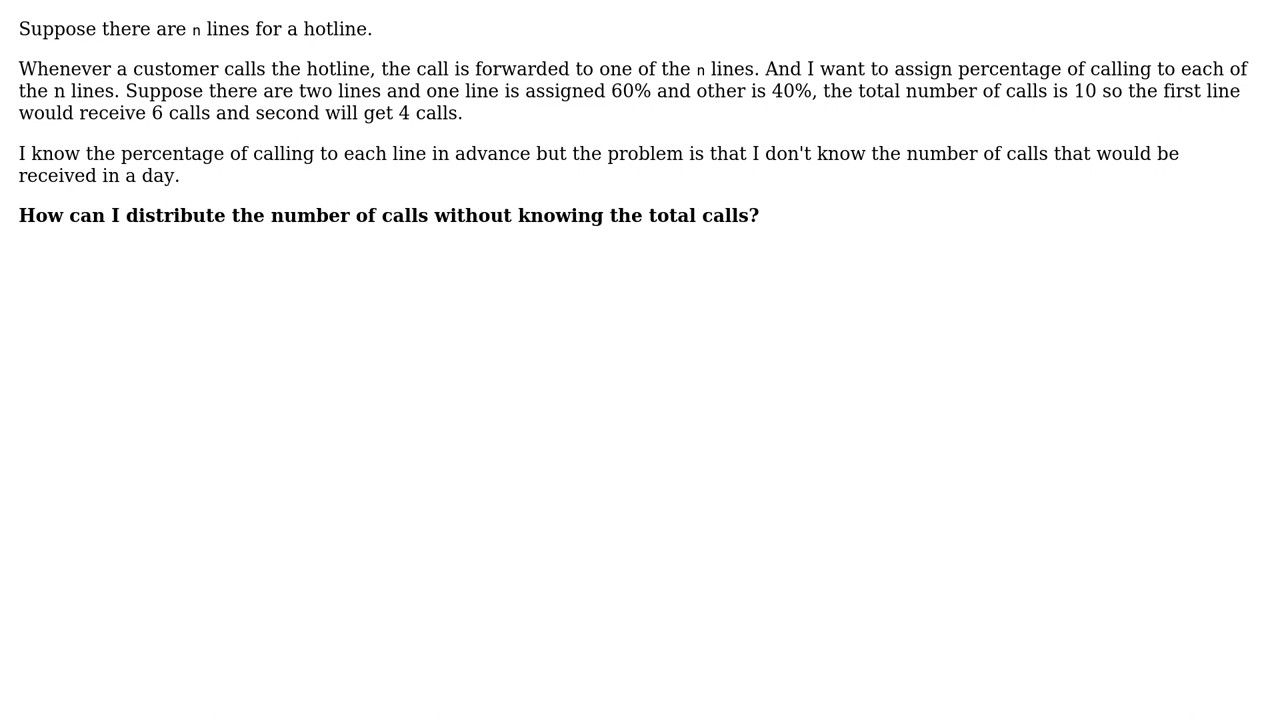 Suppose there are n lines for a hotline.
Whenever a customer calls the hotline, the call is forwarded to one of the n lines. And I want to assign percentage of calling to each of
the n lines. Suppose there are two lines and one line is assigned 60% and other is 40%, the total number of calls is 10 so the first line
would receive 6 calls and second will get 4 calls.
I know the percentage of calling to each line in advance but the problem is that I don't know the number of calls that would be
received in a day.
How can I distribute the number of calls without knowing the total calls?